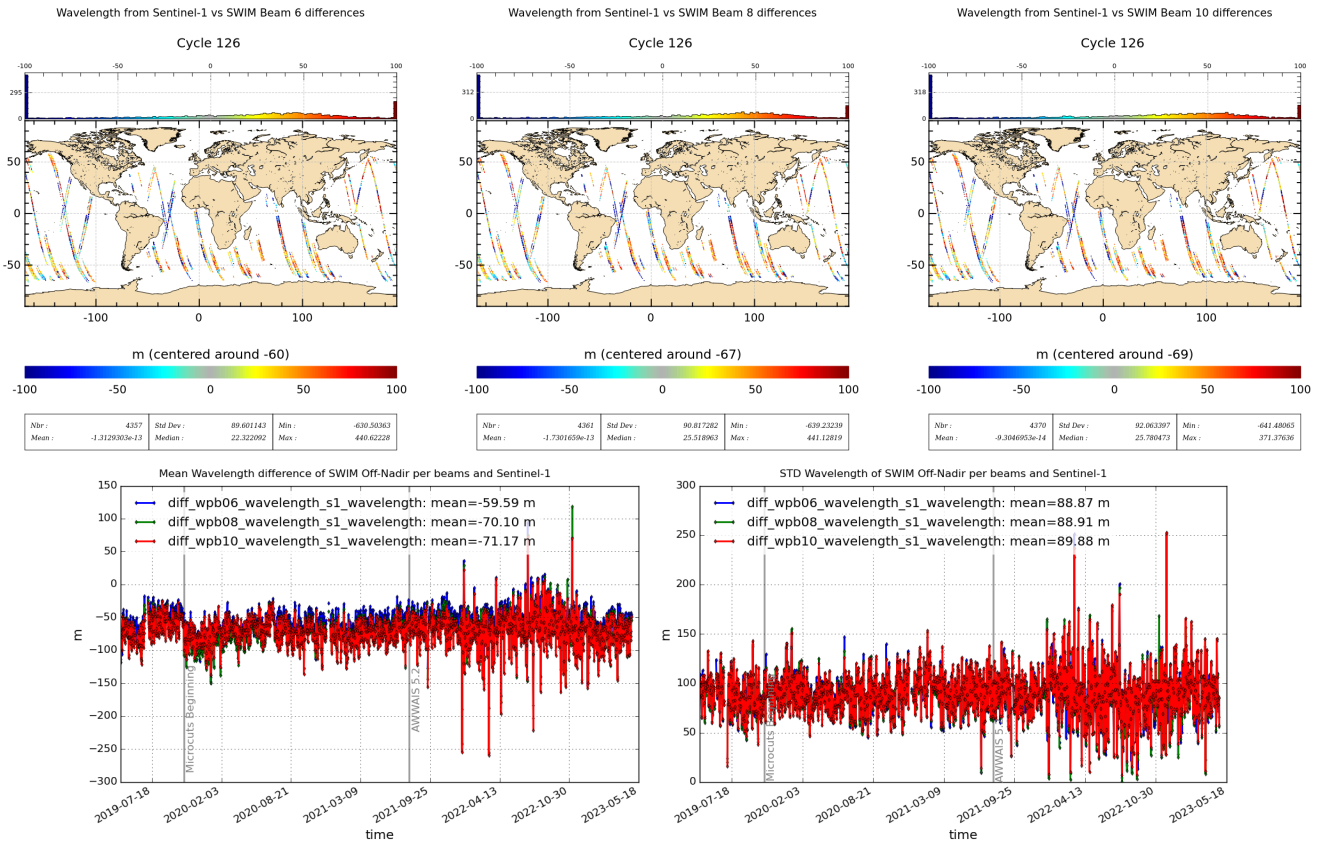 Wavelength from Sentinel-1 vs SWIM Beam 6 differences
Cycle 126
-100 -50 0 50 100
295
0
50
0
-50
-100 0 100
m (centered around -60)
-100 -50 0 50 100
Nbr : 4357 Std Dev : 89.601143 Min : -630.50363
Mean : -1.3129303e-13 Median : 22.322092 Max : 440.62228
Wavelength from Sentinel-1 vs SWIM Beam 8 differences
Cycle 126
-100 -50 0 50 100
312
0
50
0
-50
-100 0 100
m (centered around -67)
-100 -50 0 50 100
Nbr : 4361 Std Dev : 90.817282 Min : -639.23239
Mean : -1.7301659e-13 Median : 25.518963 Max : 441.12819
Wavelength from Sentinel-1 vs SWIM Beam 10 differences
Cycle 126
-100 -50 0 50 100
318
0
50
0
-50
-100 0 100
m (centered around -69)
-100 -50 0 50 100
Nbr : 4370 Std Dev : 92.063397 Min : -641.48065
Mean : -9.3046953e-14 Median : 25.780473 Max : 371.37636
Mean Wavelength difference of SWIM Off-Nadir per beams and Sentinel-1
150
100
50
0
−50
−100
−150
−200
−250
−300
m
diff_wpb06_wavelength_s1_wavelength: mean=-59.59 m
diff_wpb08_wavelength_s1_wavelength: mean=-70.10 m
diff_wpb10_wavelength_s1_wavelength: mean=-71.17 m
Microcuts Beginning
AWWAIS 5.2
2019-07-18 2020-02-03 2020-08-21 2021-03-09 2021-09-25 2022-04-13 2022-10-30 2023-05-18
time
STD Wavelength of SWIM Off-Nadir per beams and Sentinel-1
300
250
200
150
100
50
0
m
diff_wpb06_wavelength_s1_wavelength: mean=88.87 m
diff_wpb08_wavelength_s1_wavelength: mean=88.91 m
diff_wpb10_wavelength_s1_wavelength: mean=89.88 m
Microcuts
AWWAIS
2019-07-18 2020-02-03 2020-08-21 2021-03-09 2021-09-25 2022-04-13 2022-10-30 2023-05-18
time